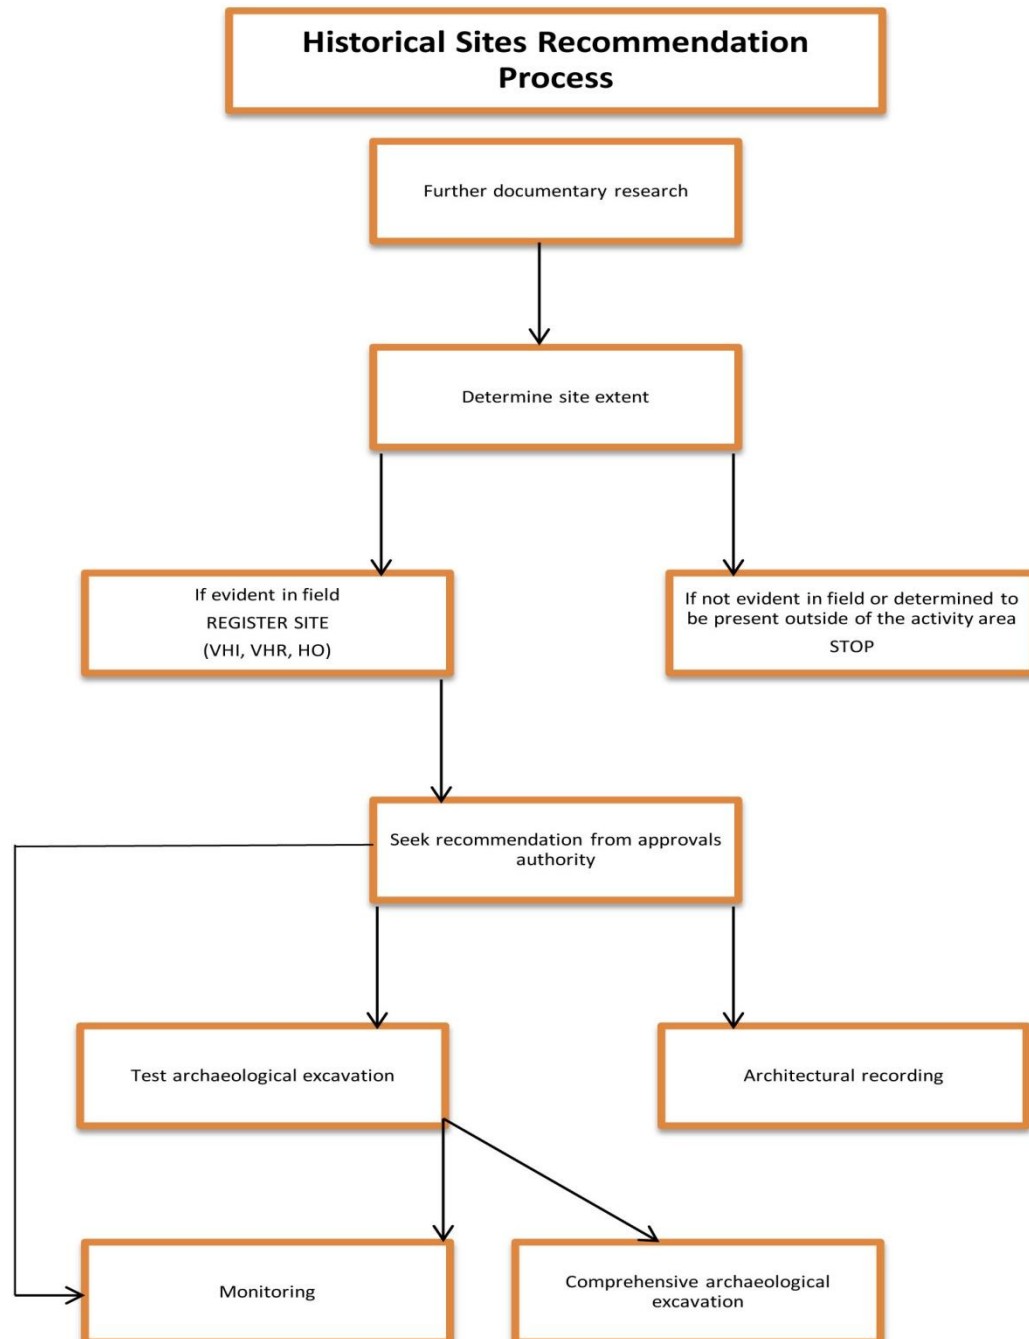 Historical Sites Recommendation
Process
Further documentary research
Determine site extent
If evident in field
REGISTER SITE
(VHI, VHR, HO)
If not evident in field or determined to
be present outside of the activity area
STOP
Seek recommendation from approvals
authority
Test archaeological excavation
Architectural recording
Monitoring
Comprehensive archaeological
excavation